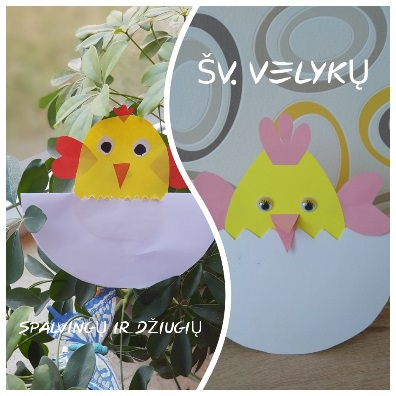 ŠV. VELYKŲ
SPALVINGŲ IR DŽIUGIŲ